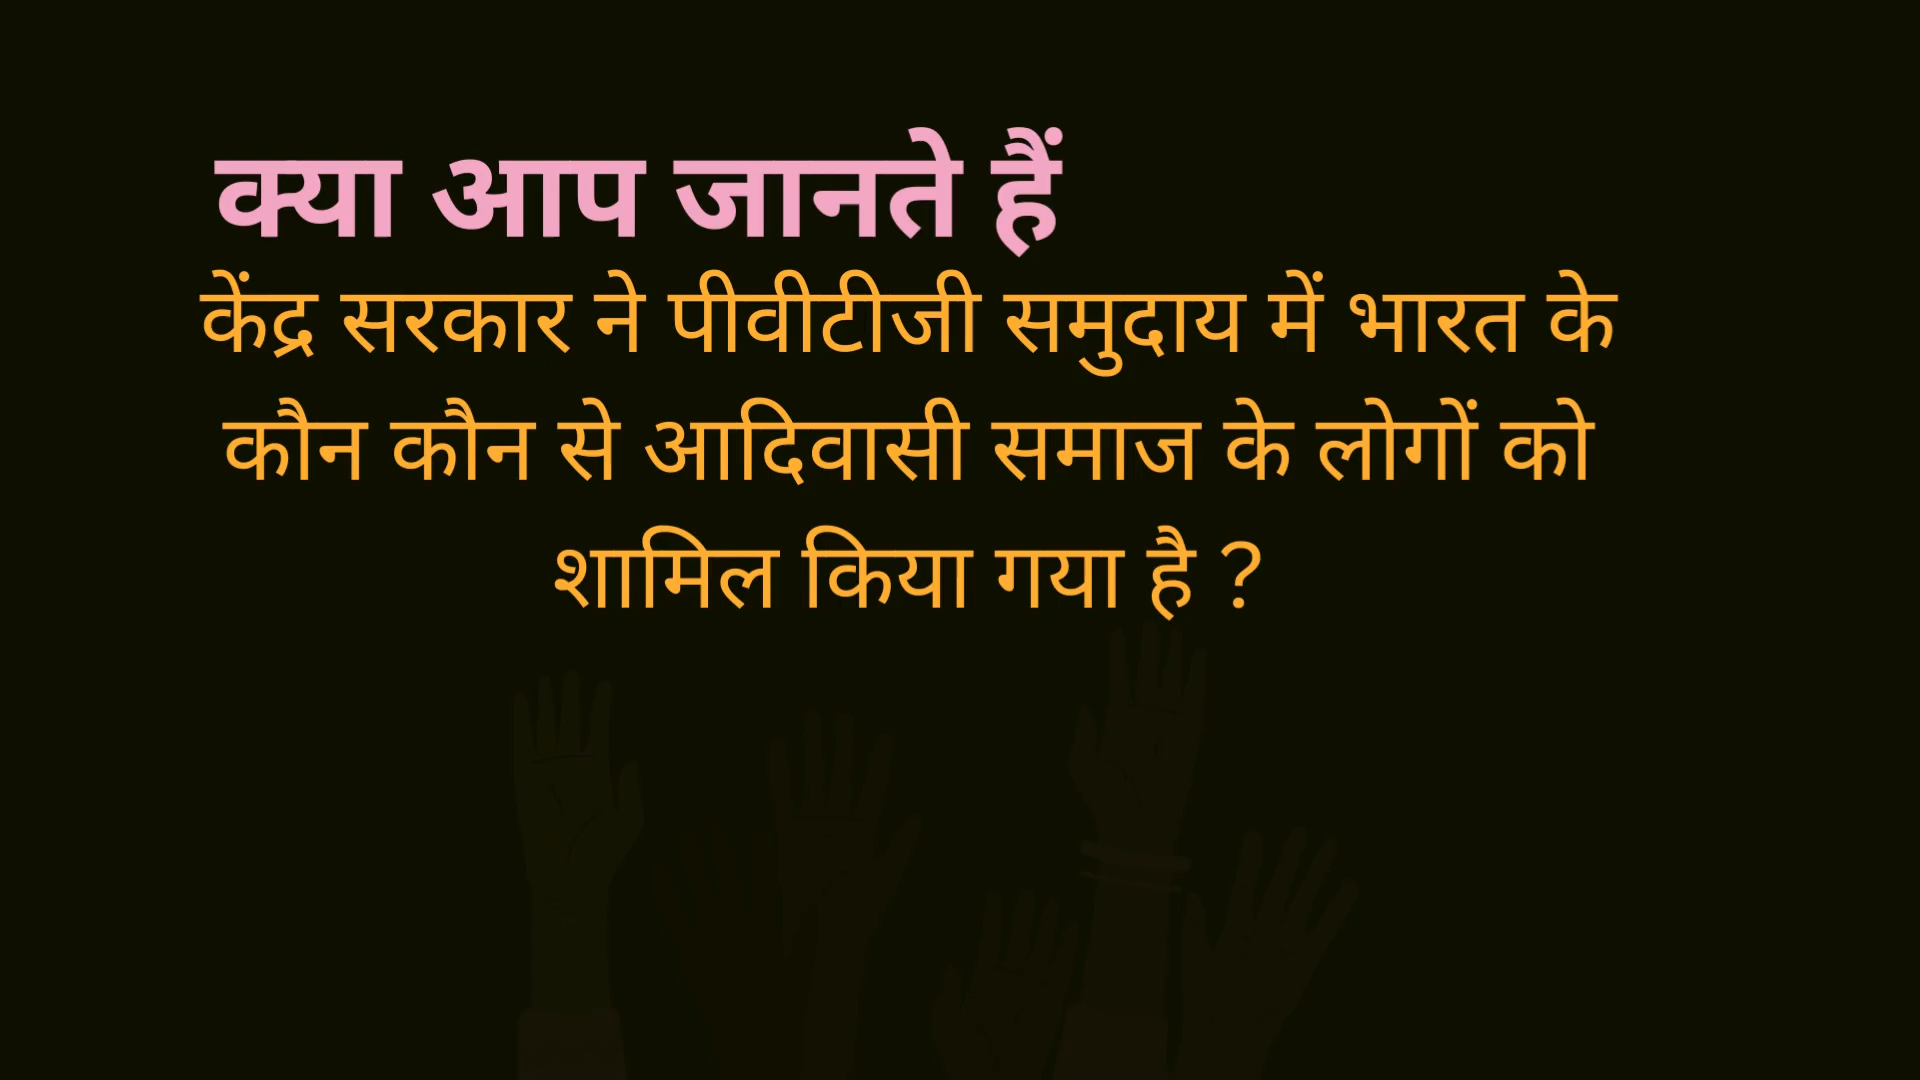 क्या आप जानते हैं
केंद्र सरकार ने पीवीटीजी समुदाय में भारत के
कौन कौन से आदिवासी समाज के लोगों को
शामिल किया गया है ?